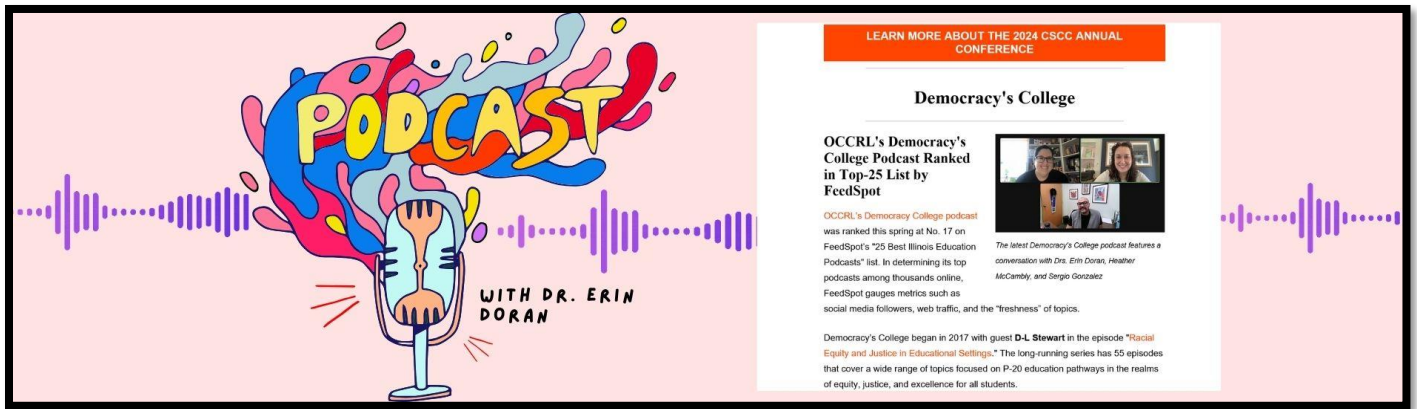 PODCAST
WITH DR. ERIN
DORAN
LEARN MORE ABOUT THE 2024 CSCC ANNUAL
CONFERENCE
Democracy's College
OCCRL's Democracy's
College Podcast Ranked
in Top-25 List by
FeedSpot
OCCRL's Democracy College podcast
was ranked this spring at No. 17 on
FeedSpot's "25 Best Illinois Education
Podcasts" list. In determining its top
podcasts among thousands online,
FeedSpot gauges metrics such as
social media followers, web traffic, and the "freshness" of topics.
The latest Democracy's College podcast features a
conversation with Drs. Erin Doran, Heather
McCambly, and Sergio Gonzalez
Democracy's College began in 2017 with guest D-L Stewart in the episode "Racial
Equity and Justice in Educational Settings." The long-running series has 55 episodes
that cover a wide range of topics focused on P-20 education pathways in the realms
of equity, justice, and excellence for all students.